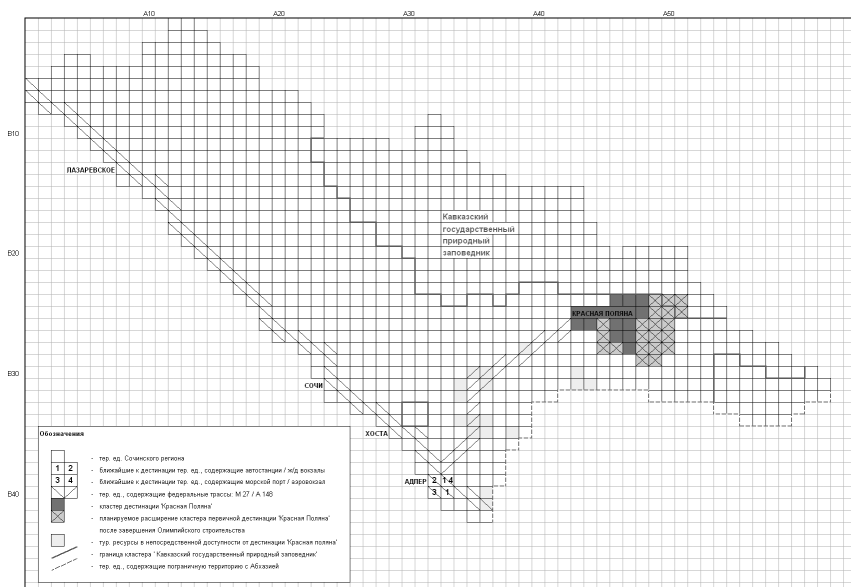 A10 A20 A30 A40 A50
B10
ЛАЗАРЕВСКОЕ
Кавказский
государственный
природный
заповедник
B20
КРАСНАЯ ПОЛЯНА
B30
СОЧИ
ХОСТА
АДЛЕР
2 1 4
3 1
B40
Обозначения
- тер. ед. Сочинского региона
1 2 - ближайшие к дестинации тер. ед., содержащие автостанции / ж/д вокзалы
3 4 - ближайшие к дестинации тер. ед., содержащие морской порт / аэровокзал
- тер. ед., содержащие федеральные трассы: М 27 / А 148
- кластер дестинации 'Красная Поляна'
- планируемое расширение кластера первичной дестинации 'Красная Поляна'
после завершения Олимпийского строительства
- тур. ресурсы в непосредственной доступности от дестинации 'Красная поляна'
- граница кластера ' Кавказский государственный природный заповедник'
- тер. ед., содержащие пограничную территорию с Абхазией